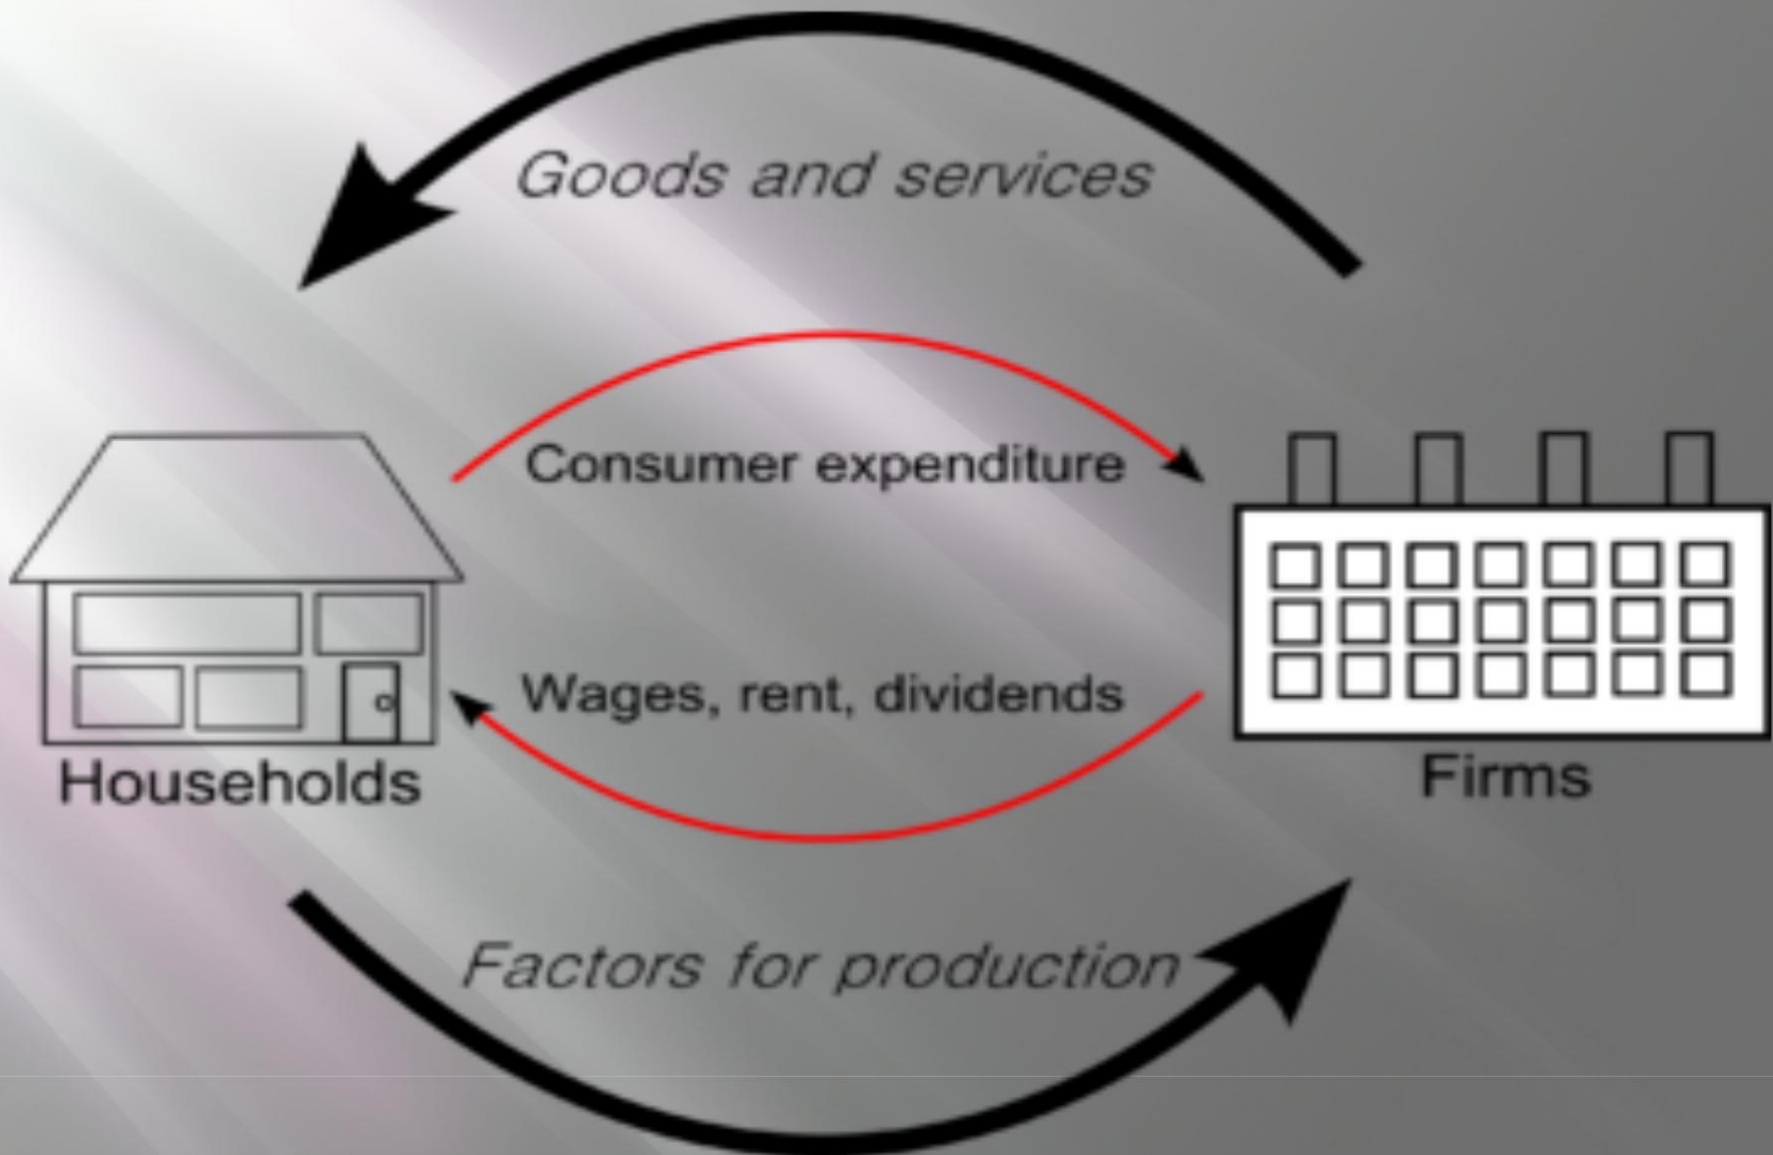 Goods and services
Consumer expenditure
Wages, rent, dividends
Households
Firms
Factors for production